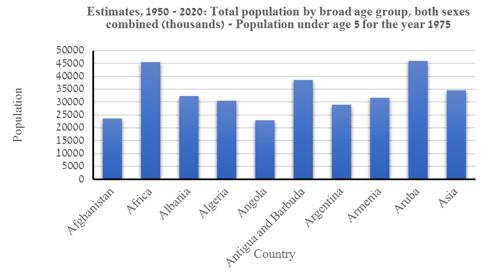 Estimates, 1950 - 2020: Total population by broad age group, both sexes
combined (thousands) - Population under age 5 for the year 1975
Population
50000
45000
40000
35000
30000
25000
20000
15000
10000
5000
0
Afghanistan
Africa
Albania
Algeria
Angola
Antigua and Barbuda
Argentina
Armenia
Aruba
Asia
Country